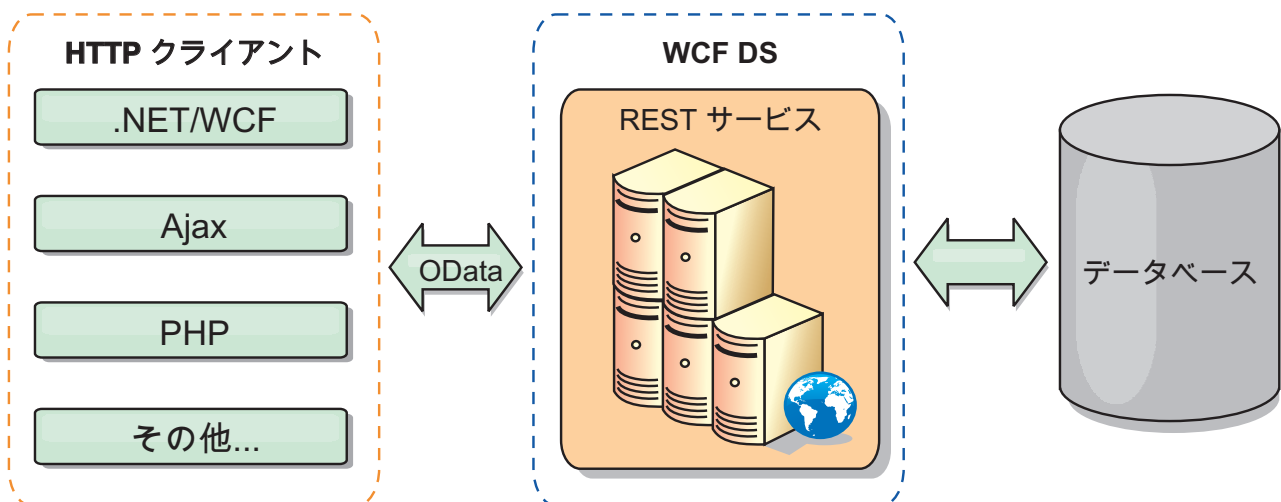 HTTP クライアント
.NET/WCF
Ajax
PHP
その他...
OData
WCF DS
REST サービス
データベース